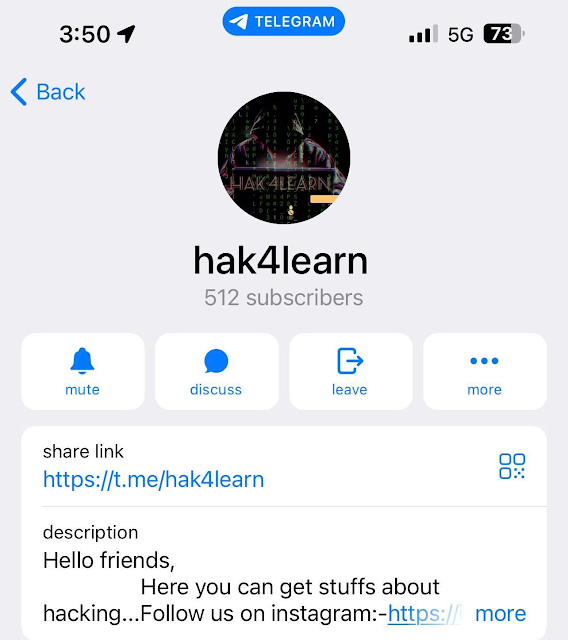 3:50
TELEGRAM
5G
73
Back
HAK4LEARN
hak4learn
512 subscribers
mute
discuss
leave
more
share link
https://t.me/hak4learn
description
Hello friends,
Here you can get stuffs about
hacking...Follow us on instagram:-https:// more